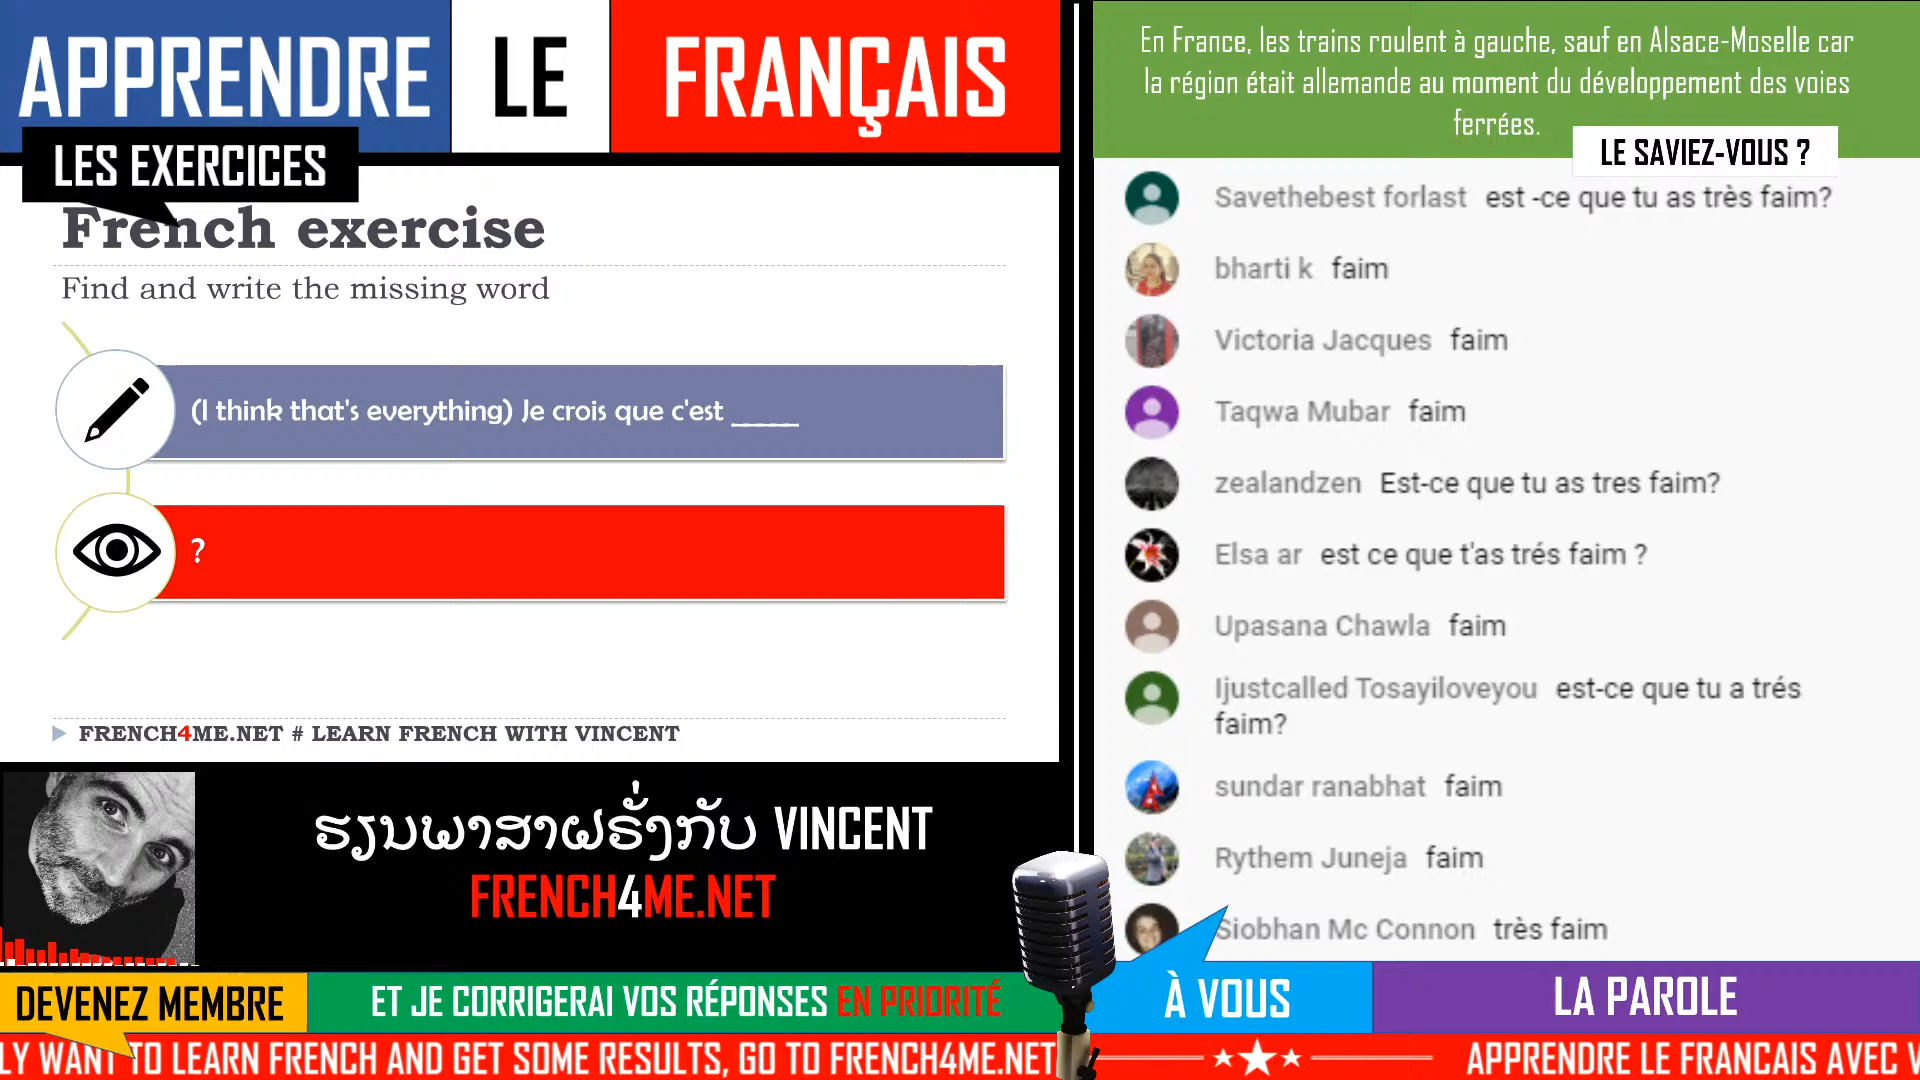 APPRENDRE LE FRANÇAIS
LES EXERCICES
French exercise
Find and write the missing word
(I think that's everything) Je crois que c'est _____
?
FRENCH4ME.NET # LEARN FRENCH WITH VINCENT
ຮຽນພາສາຝຣັ່ງກັບ VINCENT
FRENCH4ME.NET
DEVENEZ MEMBRE
ET JE CORRIGERAI VOS RÉPONSES EN PRIORITÉ
En France, les trains roulent à gauche, sauf en Alsace-Moselle car
la région était allemande au moment du développement des voies
ferrées.
LE SAVIEZ-VOUS ?
Savethebest forlast est -ce que tu as très faim?
bharti k faim
Victoria Jacques faim
Taqwa Mubar faim
zealandzen Est-ce que tu as tres faim?
Elsa ar est ce que t'as trés faim ?
Upasana Chawla faim
Ijustcalled Tosayiloveyou est-ce que tu a trés
faim?
sundar ranabhat faim
Rythem Juneja faim
Siobhan Mc Connon très faim
À VOUS
LA PAROLE
LY WANT TO LEARN FRENCH AND GET SOME RESULTS, GO TO FRENCH4ME.NET
APPRENDRE LE FRANCAIS AVEC V